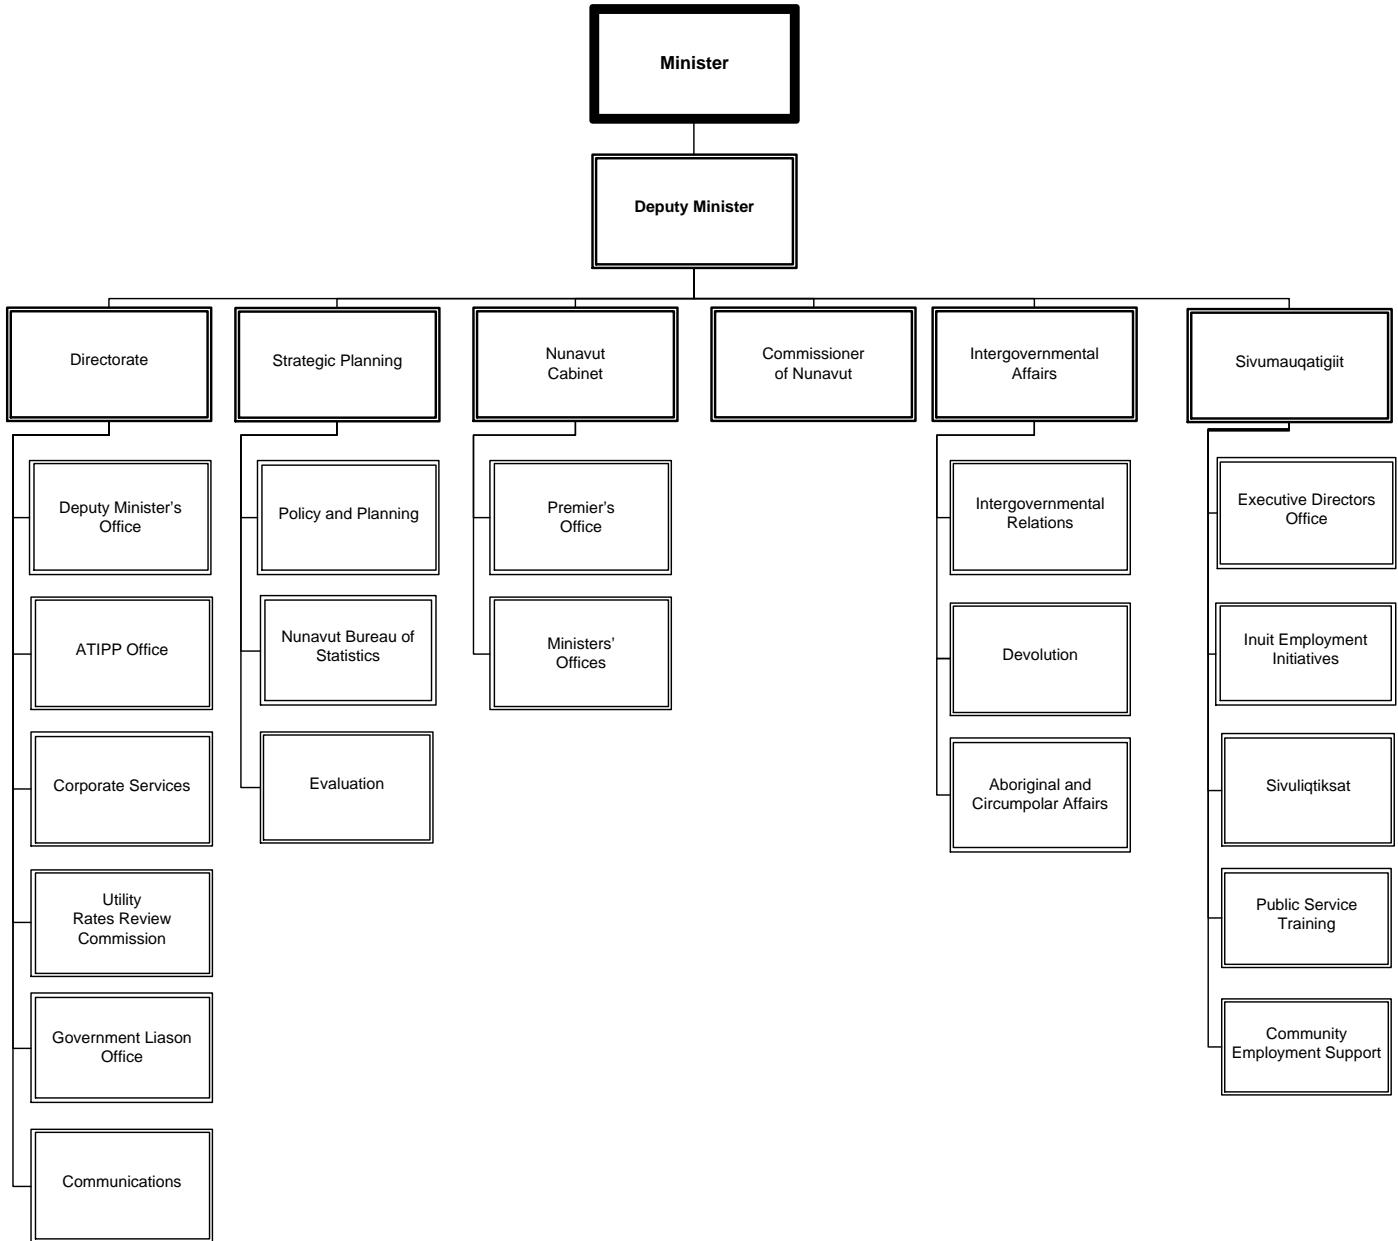 Minister
Deputy Minister
Directorate
Strategic Planning
Nunavut
Cabinet
Commissioner
of Nunavut
Intergovernmental
Affairs
Sivumauqatigiit
Deputy Minister's
Office
ATIPP Office
Corporate Services
Utility
Rates Review
Commission
Government Liason
Office
Communications
Policy and Planning
Nunavut Bureau of
Statistics
Evaluation
Premier's
Office
Ministers'
Offices
Intergovernmental
Relations
Devolution
Aboriginal and
Circumpolar Affairs
Executive Directors
Office
Inuit Employment
Initiatives
Sivuliqtiksat
Public Service
Training
Community
Employment Support